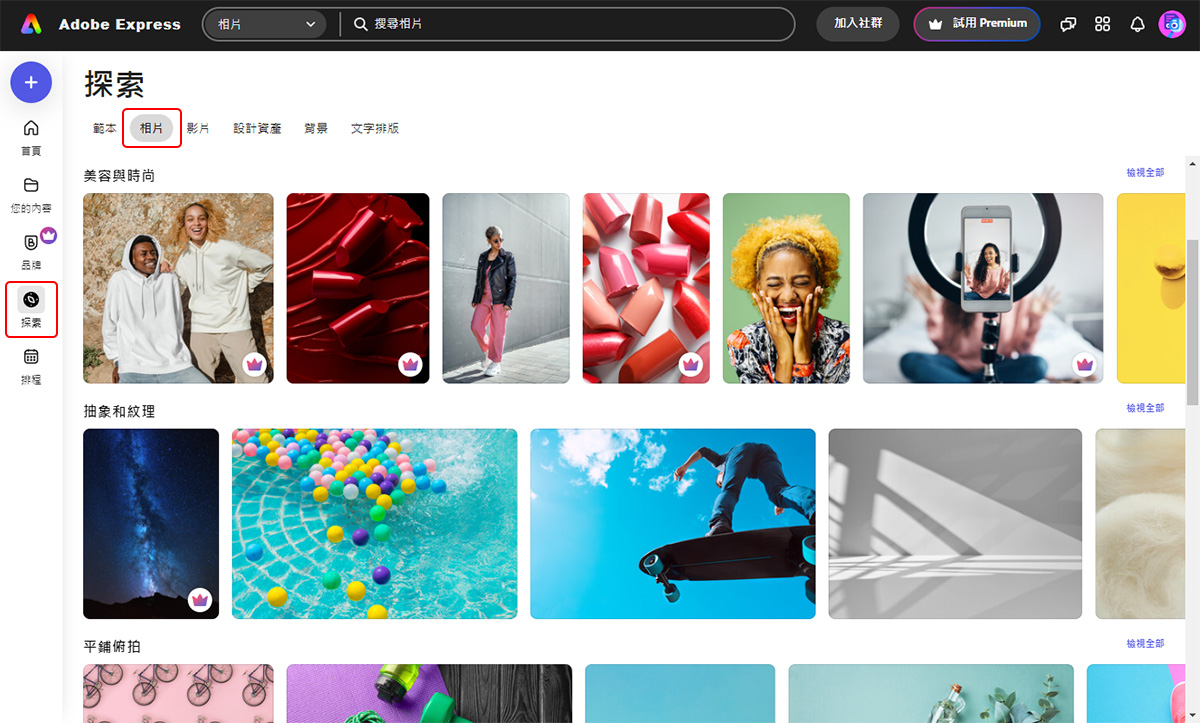 Adobe Express
相片
搜尋相片
加入社群
試用 Premium
探索
範本
相片
影片
設計資產
背景
文字排版
首頁
您的內容
品牌
探索
排程
美容與時尚
檢視全部
抽象和紋理
檢視全部
平鋪俯拍
檢視全部